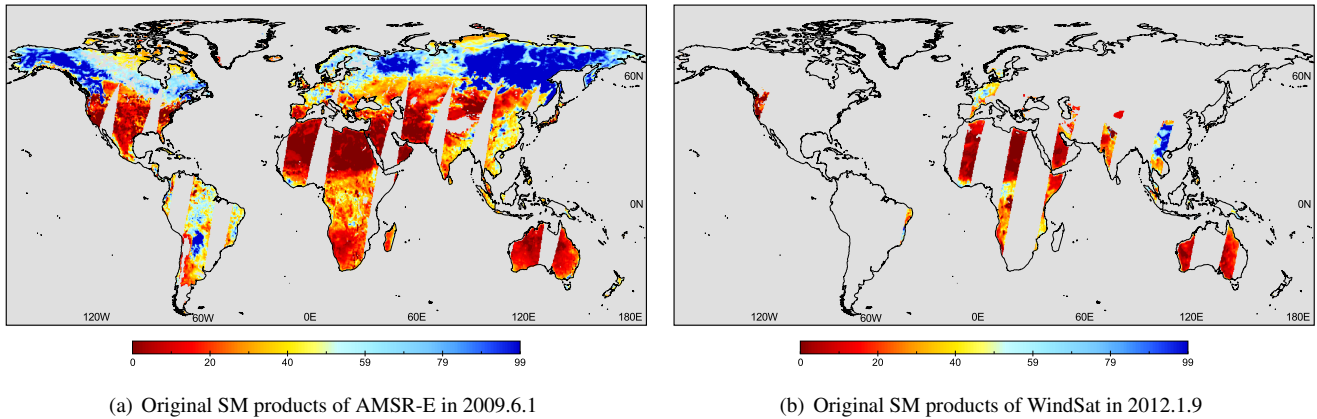 60N
0N
120W 60W 0E 60E 120E 180E
0 20 40 79 99
(a) Original SM products of AMSR-E in 2009.6.1
60N
0N
120W 60W 0E 60E 120E 180E
0 20 40 79 99
(b) Original SM products of WindSat in 2012.1.9